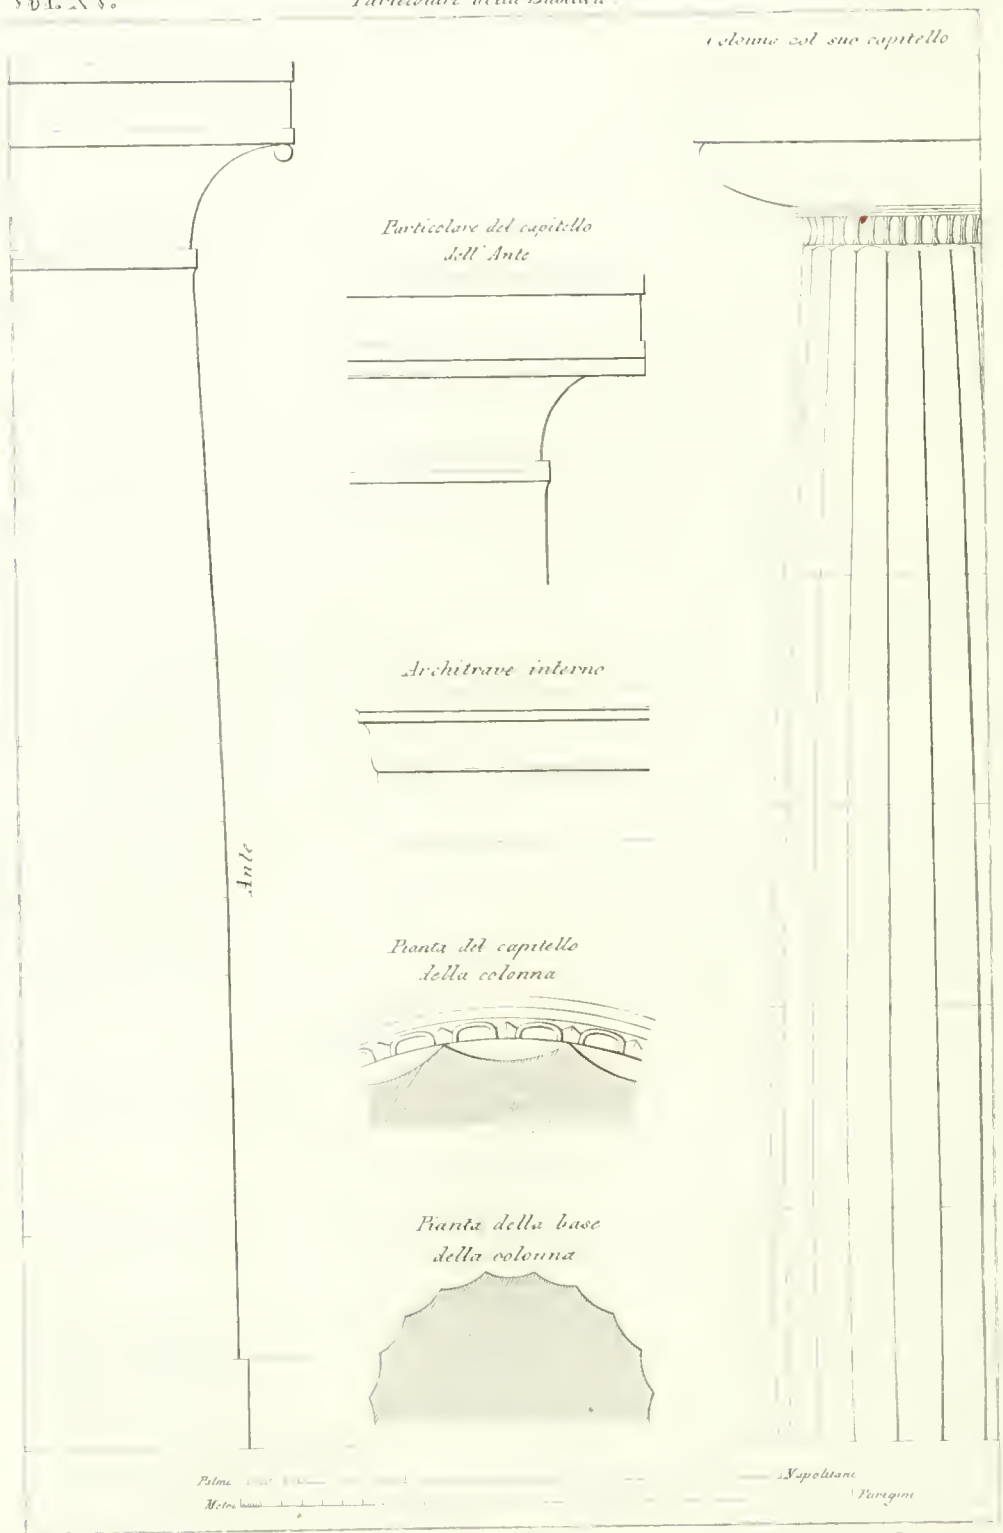 Particolare della Basilica
colonna col suo capitello
Particolare del capitello
dell' Ante
Architrave interno
Ante
Pianta del capitello
della colonna
Pianta della base
della colonna
Palmi
Napolitani
Metri
Parigini